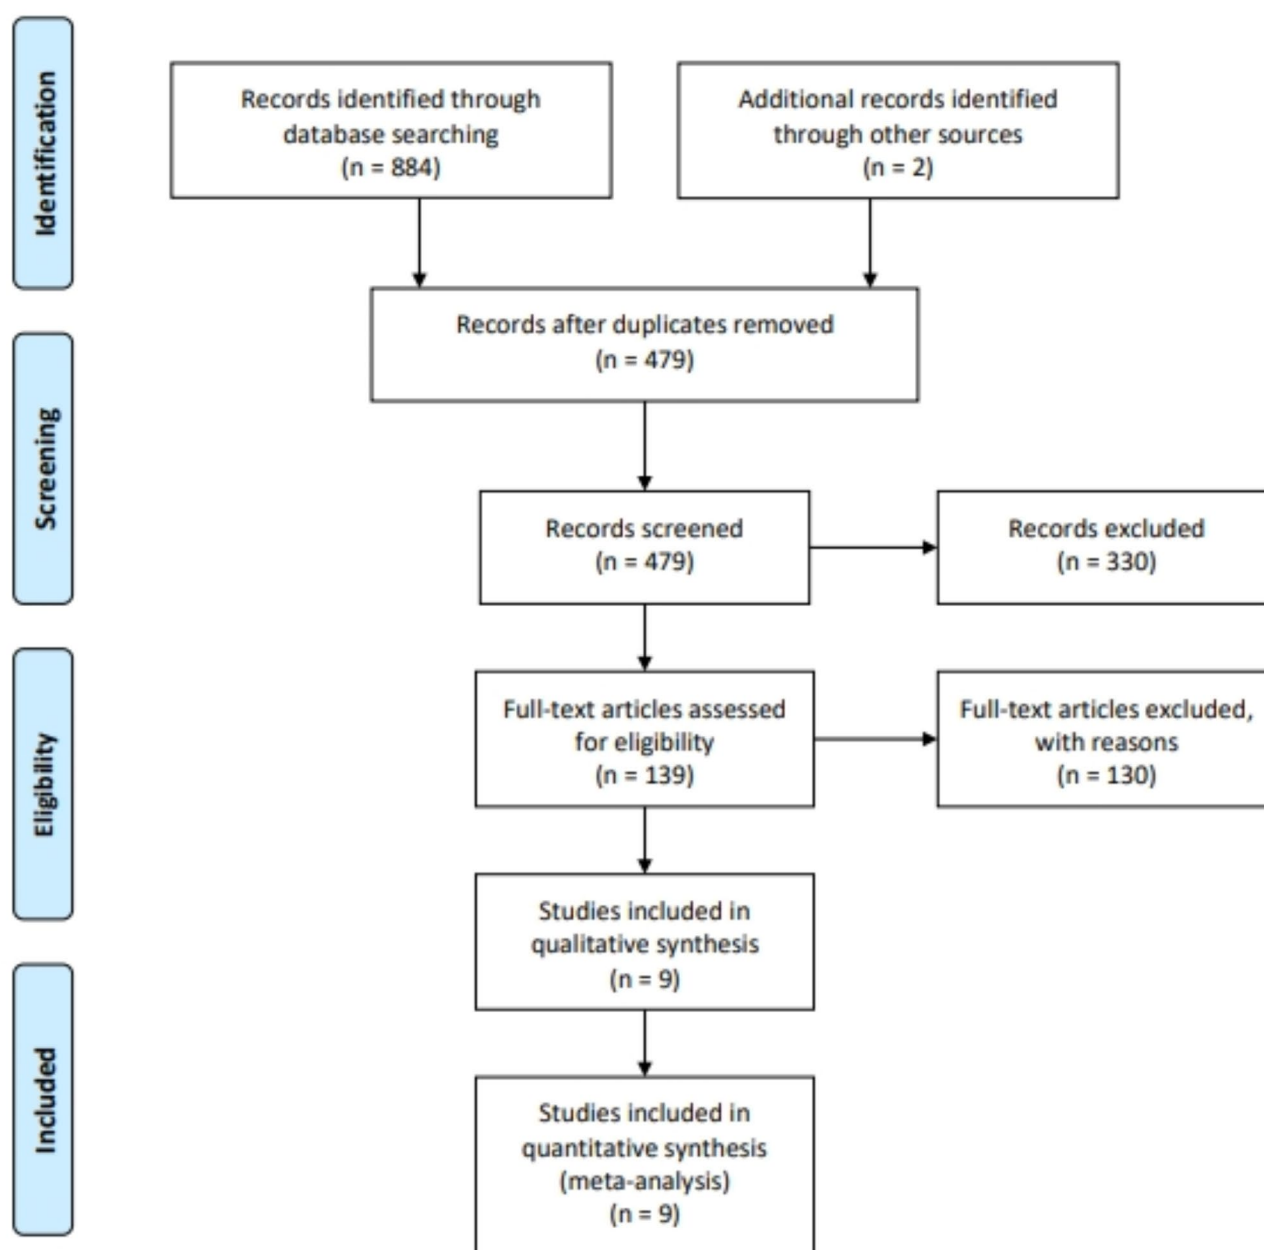 Identification
Records identified through
database searching
(n = 884)
Additional records identified
through other sources
(n = 2)
Records after duplicates removed
(n = 479)
Screening
Records screened
(n = 479)
Records excluded
(n = 330)
Eligibility
Full-text articles assessed
for eligibility
(n = 139)
Full-text articles excluded,
with reasons
(n = 130)
Studies included in
qualitative synthesis
(n = 9)
Included
Studies included in
quantitative synthesis
(meta-analysis)
(n = 9)